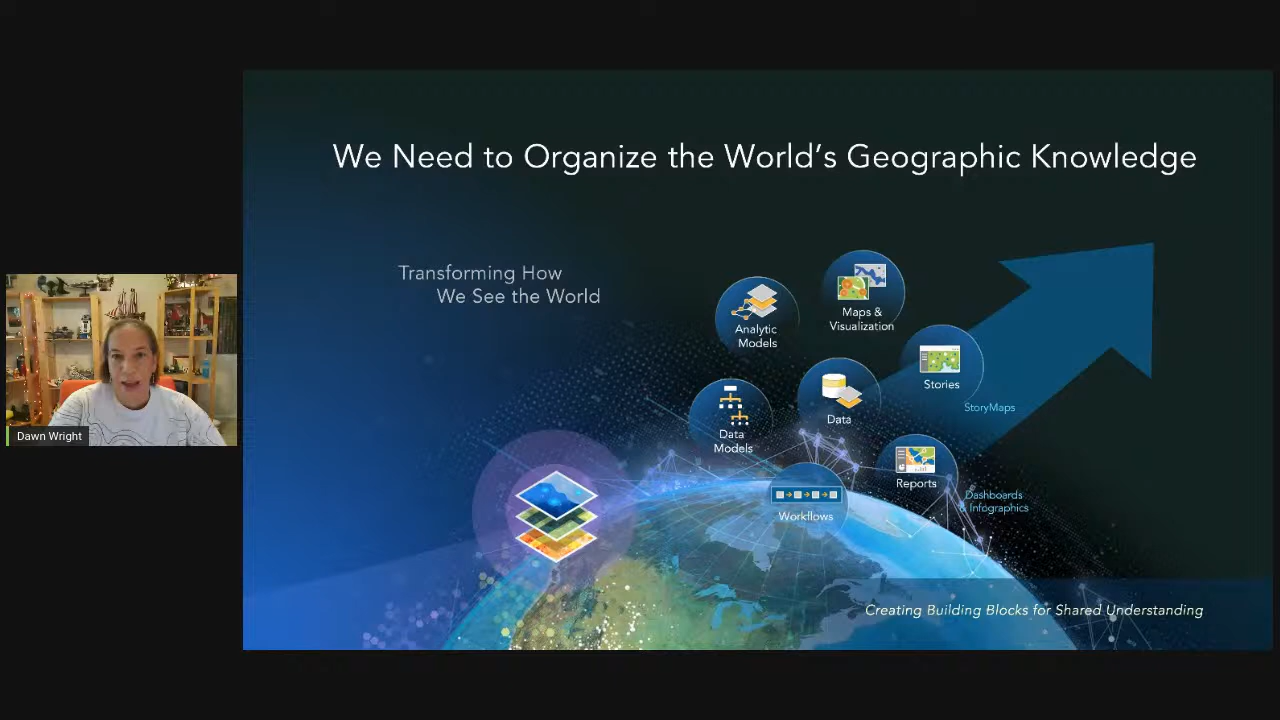 We Need to Organize the World's Geographic Knowledge
Transforming How
We See the World
Analytic
Models
Maps &
Visualization
Stories
StoryMaps
Data
Data
Models
Reports
Dashboards
& Infographics
Workflows
Dawn Wright
Creating Building Blocks for Shared Understanding